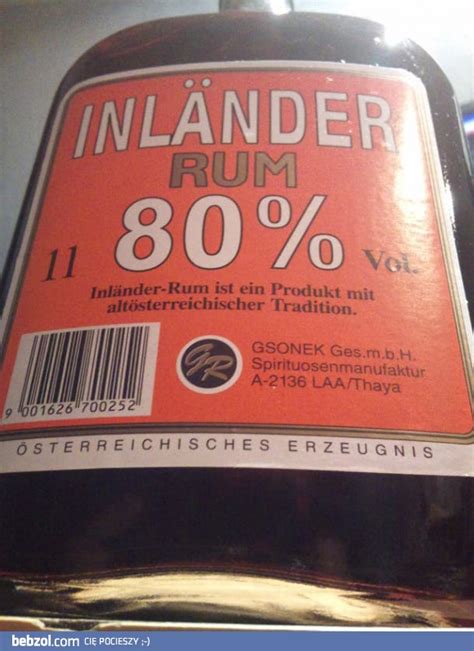 INLÄNDER
RUM
80%
1l Vol.
Inländer-Rum ist ein Produkt mit
altösterreichischer Tradition.
GR
GSONEK Ges.m.b.H.
Spirituosenmanufaktur
A-2136 LAA/Thaya
9 001626 700252
ÖSTERREICHISCHES ERZEUGNIS
bebzol.com CIĘ POCIESZY ;-)